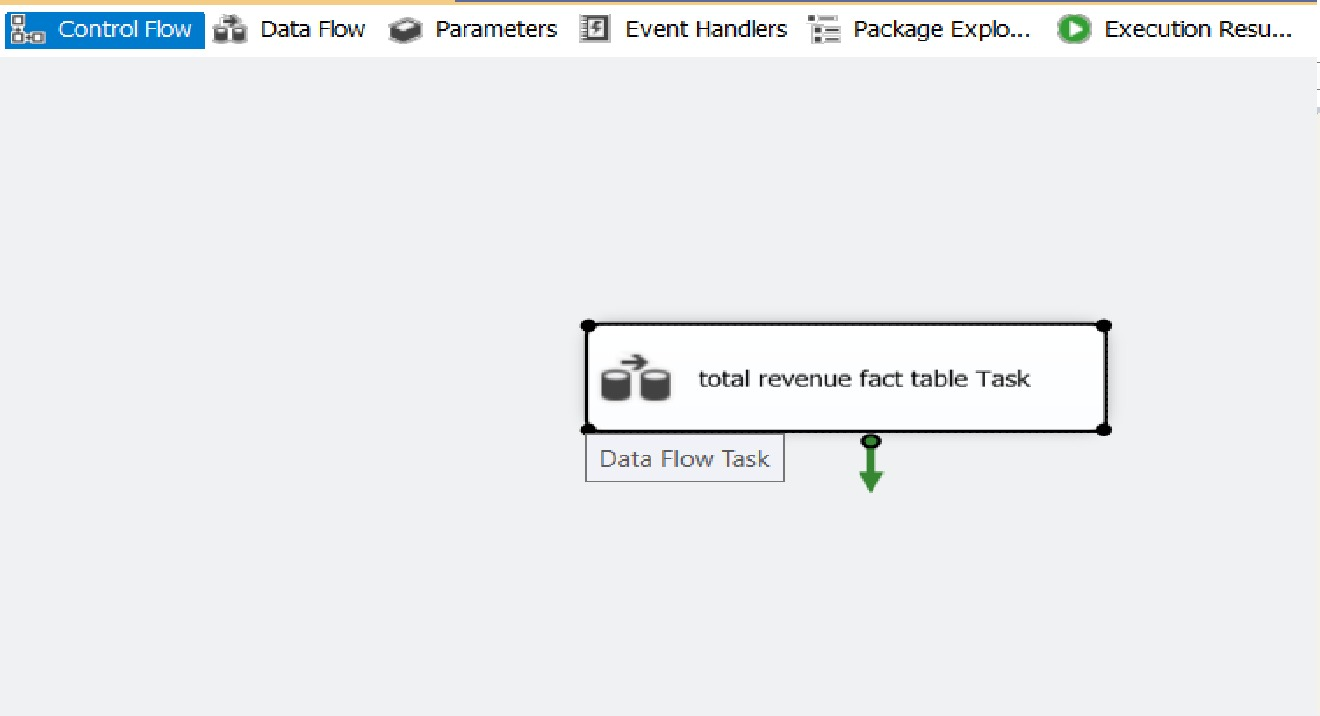 Control Flow Data Flow Parameters Event Handlers Package Explo... Execution Resu...
total revenue fact table Task
Data Flow Task